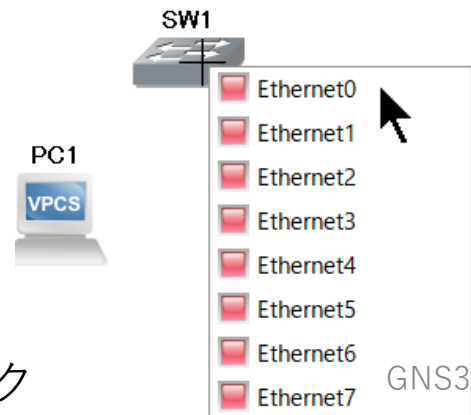 SW1
Ethernet0
Ethernet1
PC1
Ethernet2
VPCS
Ethernet3
Ethernet4
Ethernet5
Ethernet6
ク
GNS3
Ethernet7